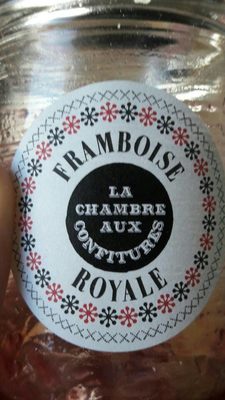 FRAMBOISE
LA
CHAMBRE
AUX
CONFITURES
ROYALE